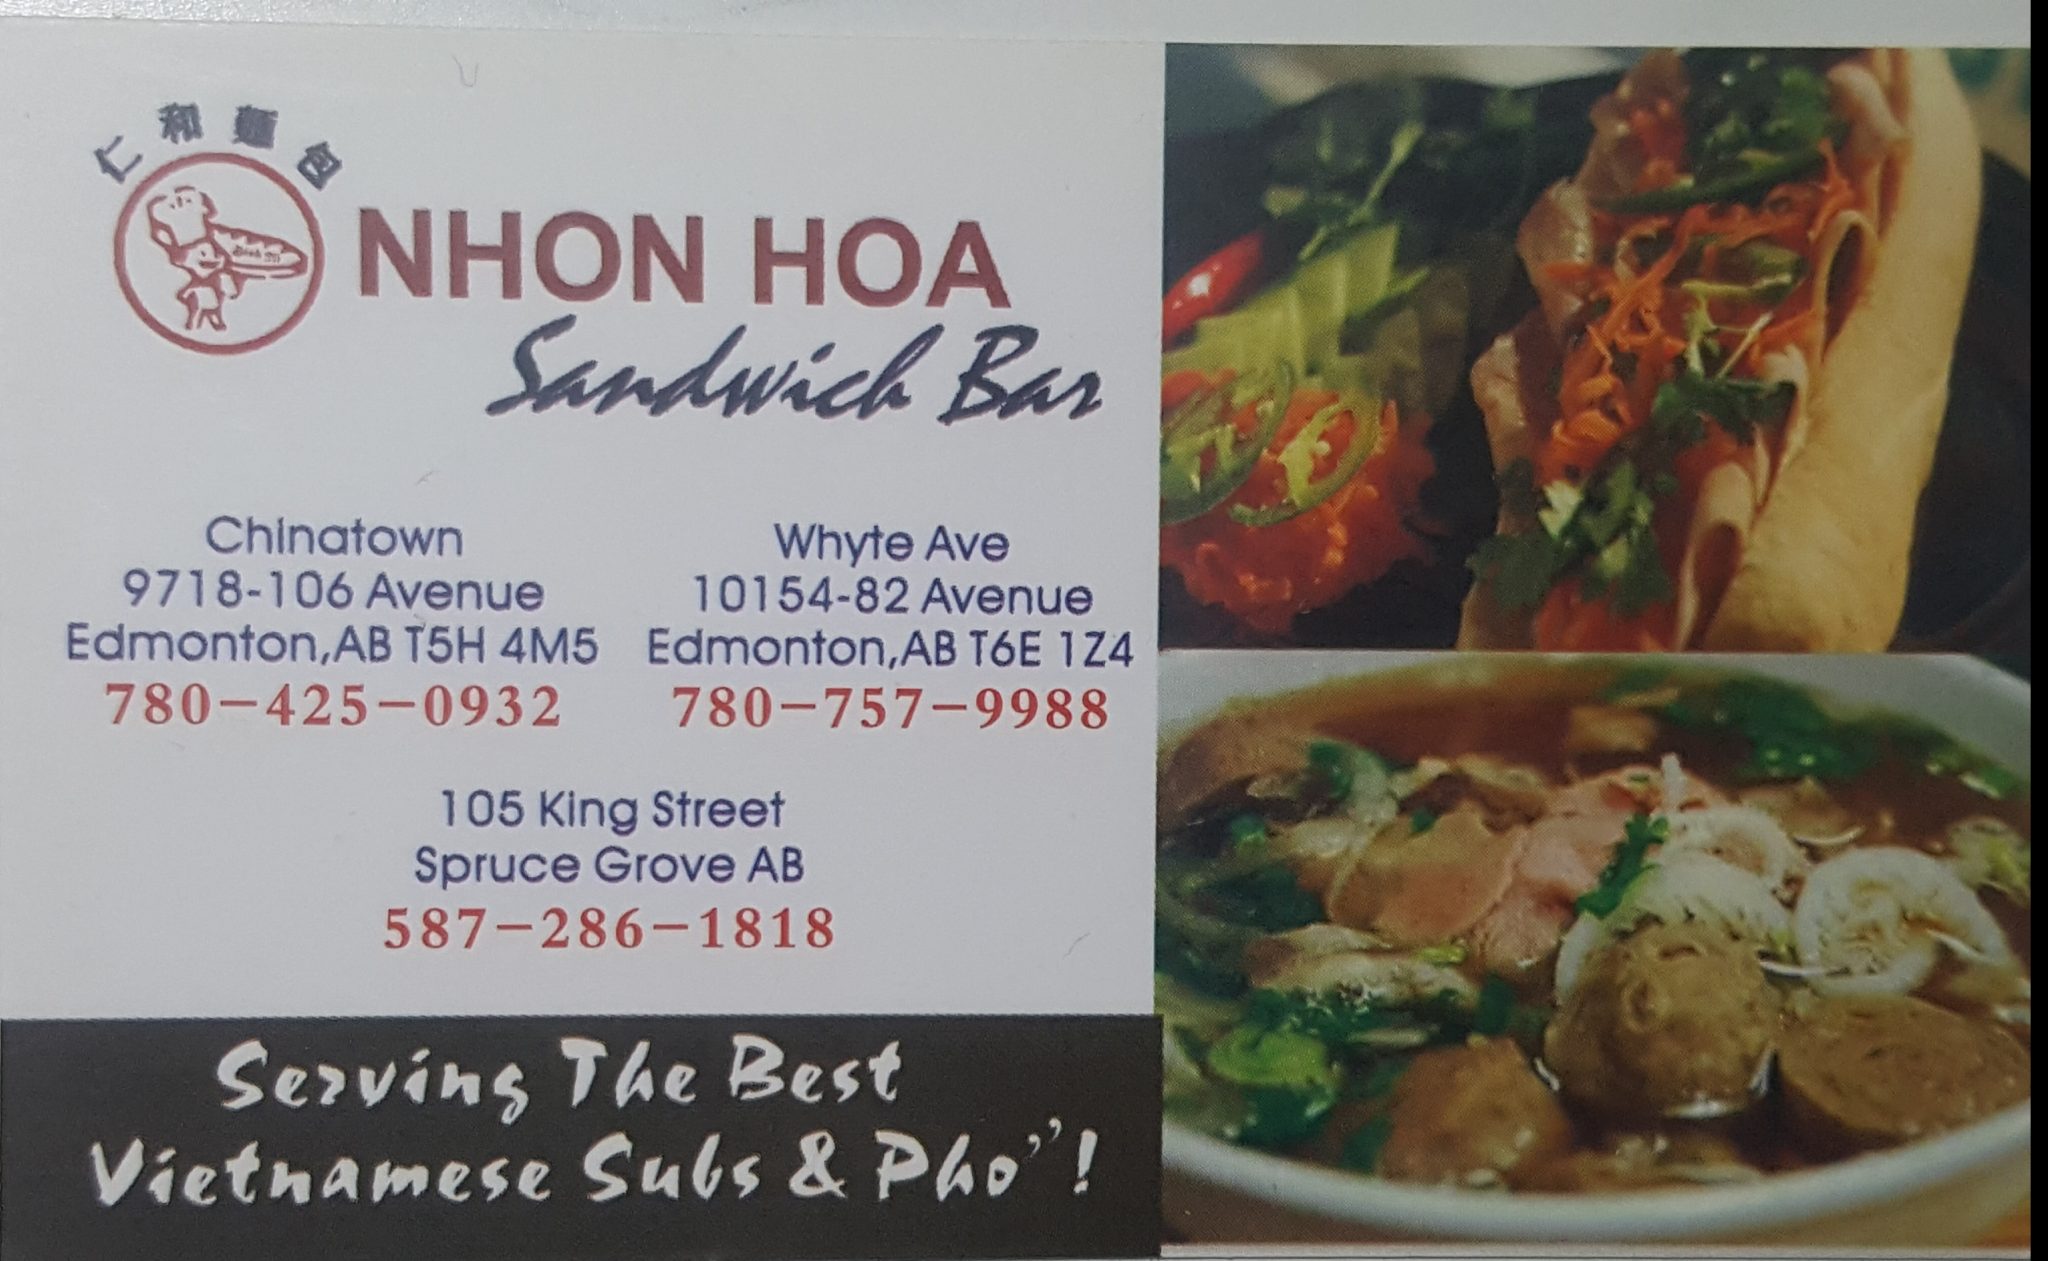 仁和麵包
NHON HOA
Sandwich Bar
Chinatown
9718-106 Avenue
Edmonton,AB T5H 4M5
780-425-0932
Whyte Ave
10154-82 Avenue
Edmonton,AB T6E 1Z4
780-757-9988
105 King Street
Spruce Grove AB
587-286-1818
Serving The Best
Vietnamese Subs & Pho''!